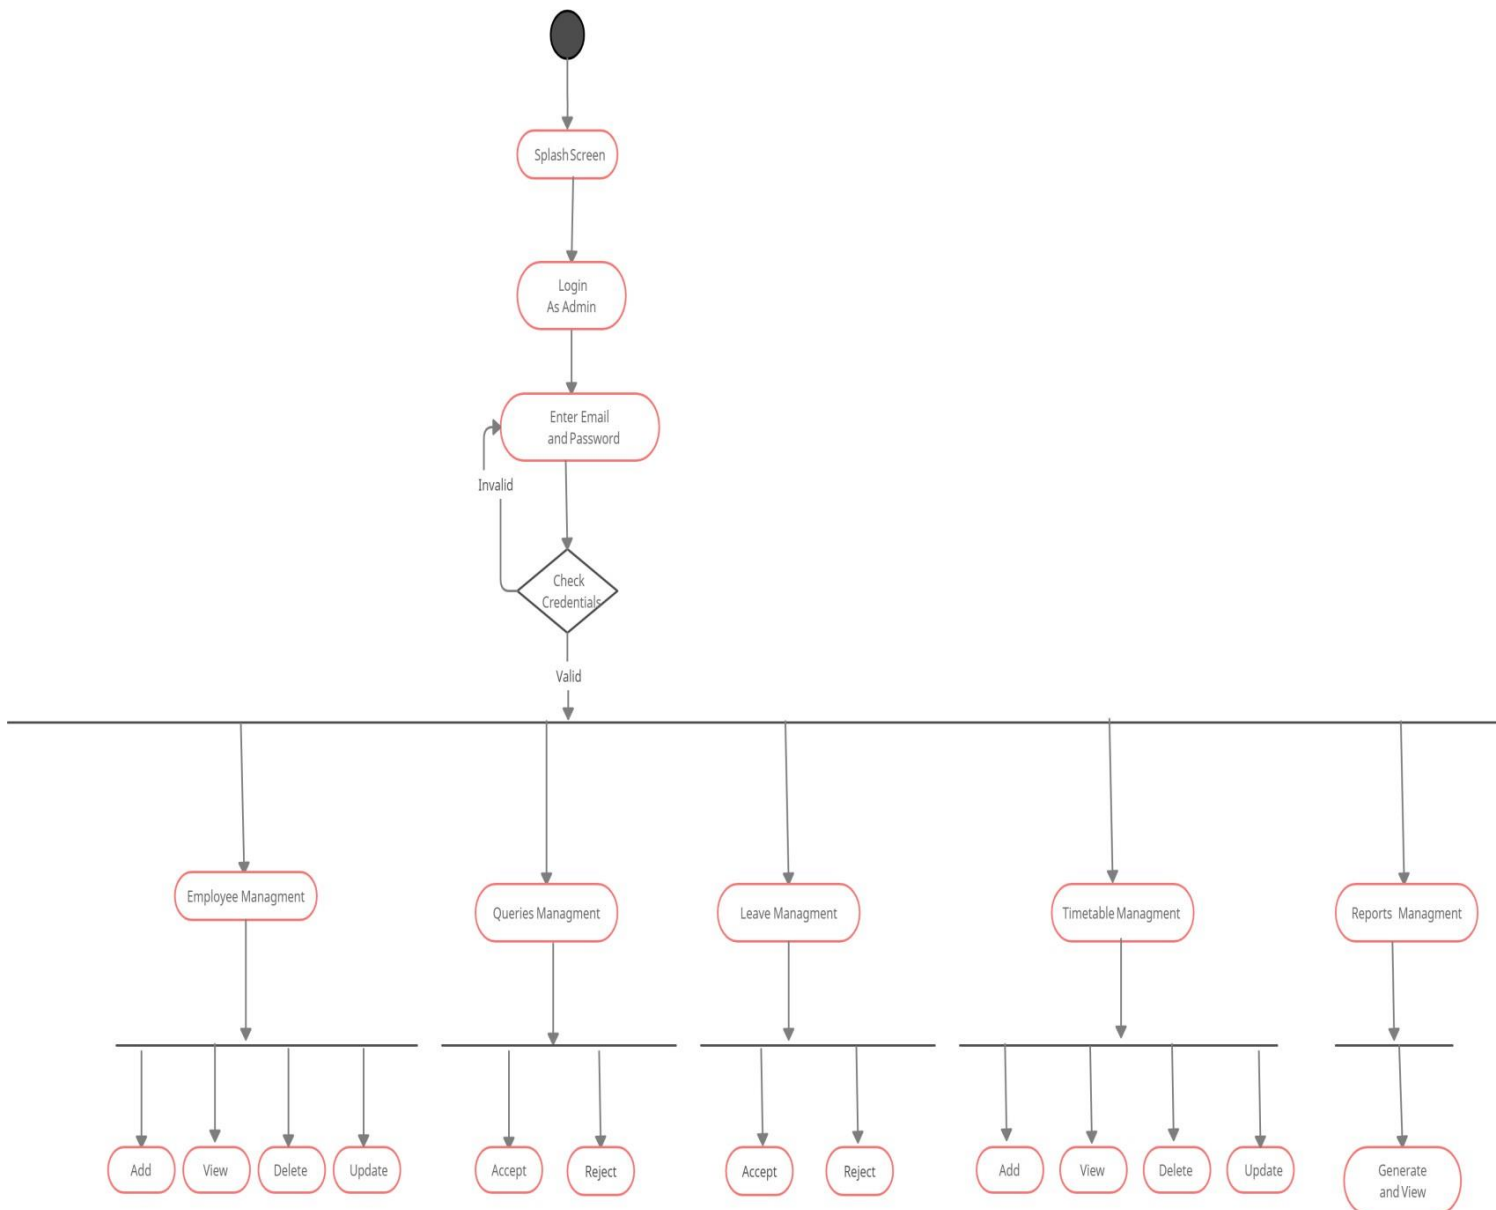 Splash Screen
Login
As Admin
Enter Email
and Password
Invalid
Check
Credentials
Valid
Employee Managment
Queries Managment
Leave Managment
Timetable Managment
Reports Managment
Add
View
Delete
Update
Accept
Reject
Accept
Reject
Add
View
Delete
Update
Generate
and View